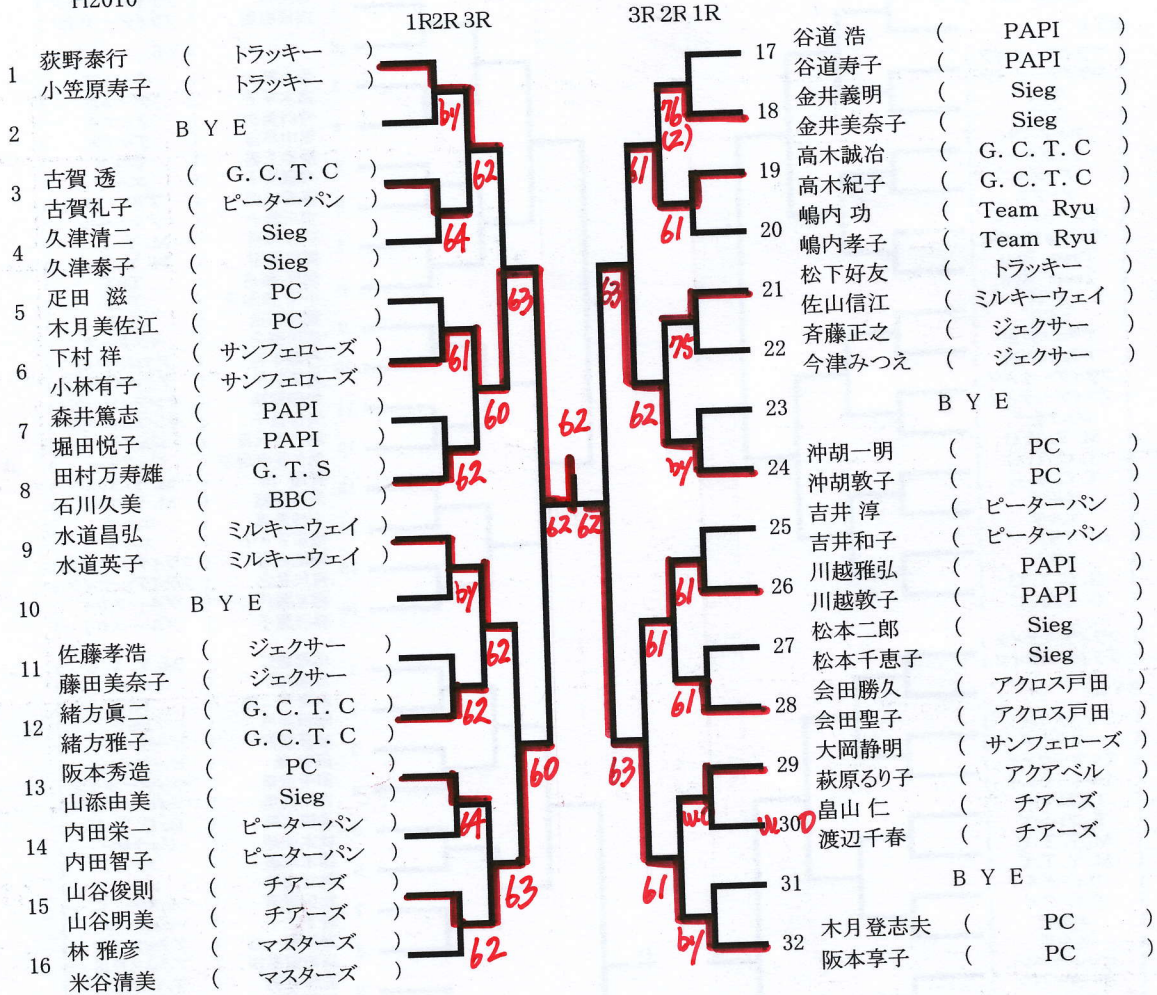 1R2R 3R
3R 2R 1R
1
荻野泰行 ( トラッキー )
小笠原寿子 ( トラッキー )
2
B Y E
3
古賀 透 ( G. C. T. C )
古賀礼子 ( ピーターパン )
4
久津清二 ( Sieg )
久津泰子 ( Sieg )
5
疋田 滋 ( PC )
木月美佐江 ( PC )
6
下村 祥 ( サンフェローズ )
小林有子 ( サンフェローズ )
7
森井篤志 ( PAPI )
堀田悦子 ( PAPI )
8
田村万寿雄 ( G. T. S )
石川久美 ( BBC )
9
水道昌弘 ( ミルキーウェイ )
水道英子 ( ミルキーウェイ )
10
B Y E
11
佐藤孝浩 ( ジェクサー )
藤田美奈子 ( ジェクサー )
12
緒方眞二 ( G. C. T. C )
緒方雅子 ( G. C. T. C )
13
阪本秀造 ( PC )
山添由美 ( Sieg )
14
内田栄一 ( ピーターパン )
内田智子 ( ピーターパン )
15
山谷俊則 ( チアーズ )
山谷明美 ( チアーズ )
16
林 雅彦 ( マスターズ )
米谷清美 ( マスターズ )
by
62
64
63
61
60
62
by
62
62
60
64
63
62
62
62
62
76
(2)
61
61
63
75
62
by
61
61
61
63
61
by
17
谷道 浩 ( PAPI )
谷道寿子 ( PAPI )
18
金井義明 ( Sieg )
金井美奈子 ( Sieg )
19
高木誠治 ( G. C. T. C )
高木紀子 ( G. C. T. C )
20
嶋内 功 ( Team Ryu )
嶋内孝子 ( Team Ryu )
21
松下好友 ( トラッキー )
佐山信江 ( ミルキーウェイ )
22
斉藤正之 ( ジェクサー )
今津みつえ ( ジェクサー )
23
B Y E
24
沖胡一明 ( PC )
沖胡敦子 ( PC )
25
吉井 淳 ( ピーターパン )
吉井和子 ( ピーターパン )
26
川越雅弘 ( PAPI )
川越敦子 ( PAPI )
27
松本二郎 ( Sieg )
松本千恵子 ( Sieg )
28
会田勝久 ( アクロス戸田 )
会田聖子 ( アクロス戸田 )
29
大岡静明 ( サンフェローズ )
萩原るり子 ( アクアベル )
30
畠山 仁 ( チアーズ )
渡辺千春 ( チアーズ )
31
B Y E
32
木月登志夫 ( PC )
阪本享子 ( PC )